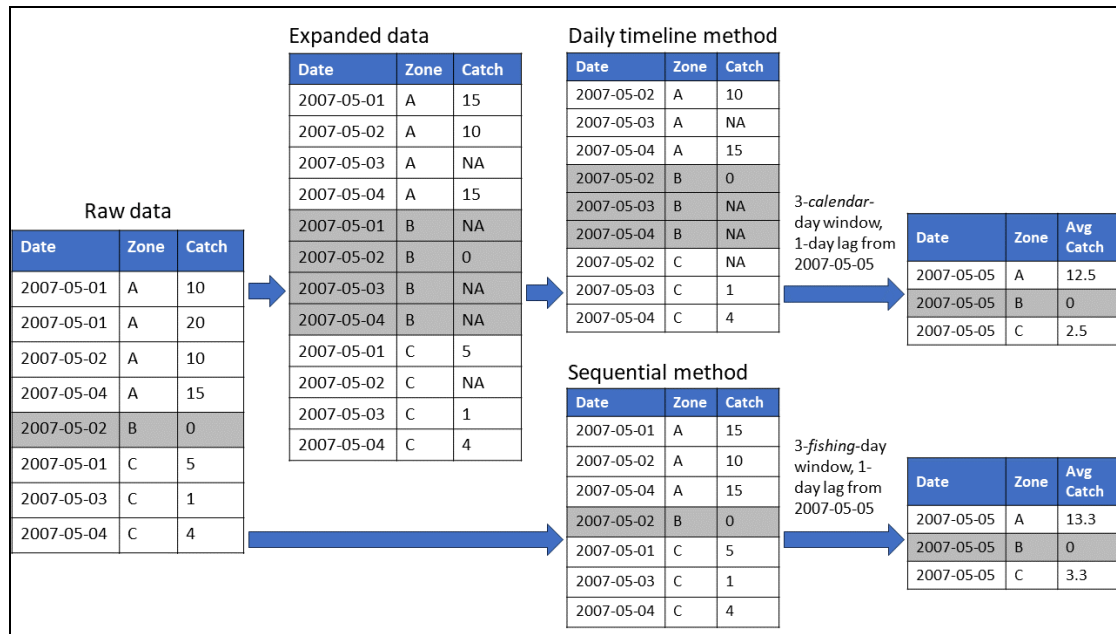 Raw data
Date Zone Catch
2007-05-01 A 10
2007-05-01 A 20
2007-05-02 A 10
2007-05-04 A 15
2007-05-02 B 0
2007-05-01 C 5
2007-05-03 C 1
2007-05-04 C 4
Expanded data
Date Zone Catch
2007-05-01 A 15
2007-05-02 A 10
2007-05-03 A NA
2007-05-04 A 15
2007-05-01 B NA
2007-05-02 B 0
2007-05-03 B NA
2007-05-04 B NA
2007-05-01 C 5
2007-05-02 C NA
2007-05-03 C 1
2007-05-04 C 4
Daily timeline method
Date Zone Catch
2007-05-02 A 10
2007-05-03 A NA
2007-05-04 A 15
2007-05-02 B 0
2007-05-03 B NA
2007-05-04 B NA
2007-05-02 C NA
2007-05-03 C 1
2007-05-04 C 4
3-calendar-
day window,
1-day lag from
2007-05-05
Date Zone Avg
Catch
2007-05-05 A 12.5
2007-05-05 B 0
2007-05-05 C 2.5
Sequential method
Date Zone Catch
2007-05-01 A 15
2007-05-02 A 10
2007-05-04 A 15
2007-05-02 B 0
2007-05-01 C 5
2007-05-03 C 1
2007-05-04 C 4
3-fishing-day
window, 1-
day lag from
2007-05-05
Date Zone Avg
Catch
2007-05-05 A 13.3
2007-05-05 B 0
2007-05-05 C 3.3